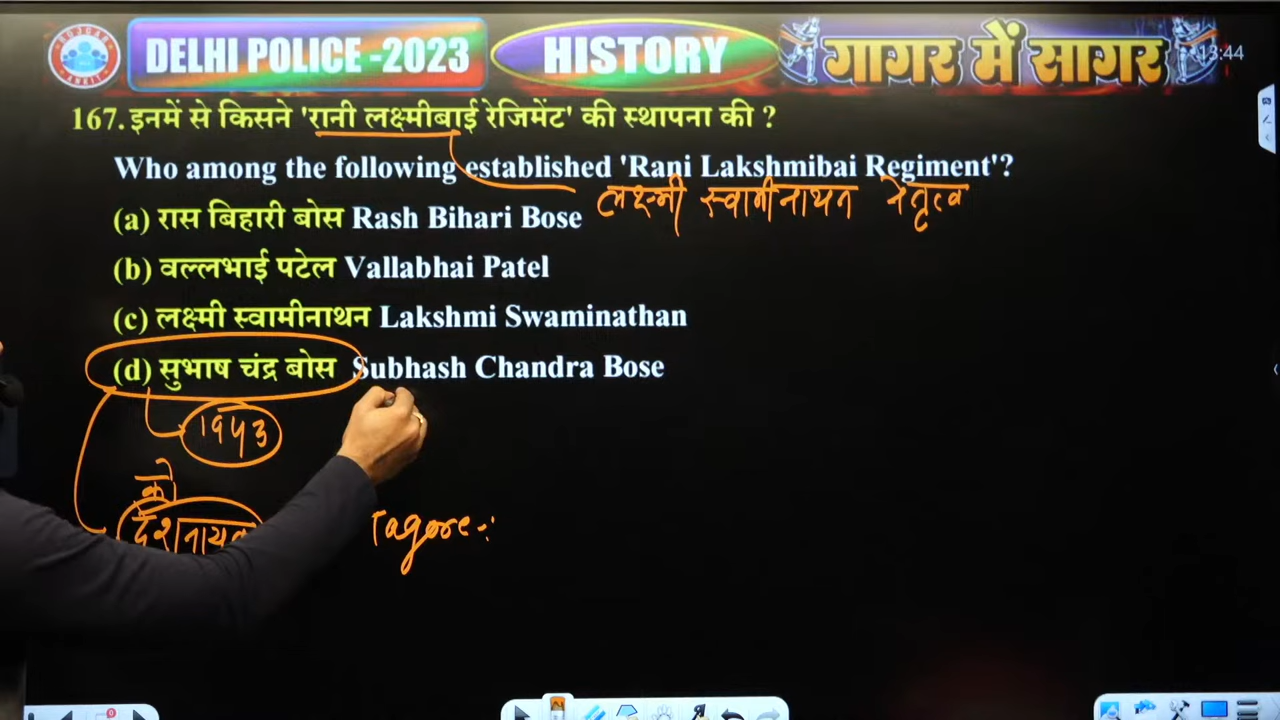 ROJGAR
ANKIT
DELHI POLICE -2023
HISTORY
गागर में सागर
13:44
167. इनमें से किसने 'रानी लक्ष्मीबाई रेजिमेंट' की स्थापना की ?
Who among the following established 'Rani Lakshmibai Regiment'?
लक्ष्मी स्वामीनाथन नेतृत्व
(a) रास बिहारी बोस Rash Bihari Bose
(b) वल्लभाई पटेल Vallabhai Patel
(c) लक्ष्मी स्वामीनाथन Lakshmi Swaminathan
(d) सुभाष चंद्र बोस Subhash Chandra Bose
को
Tagore :